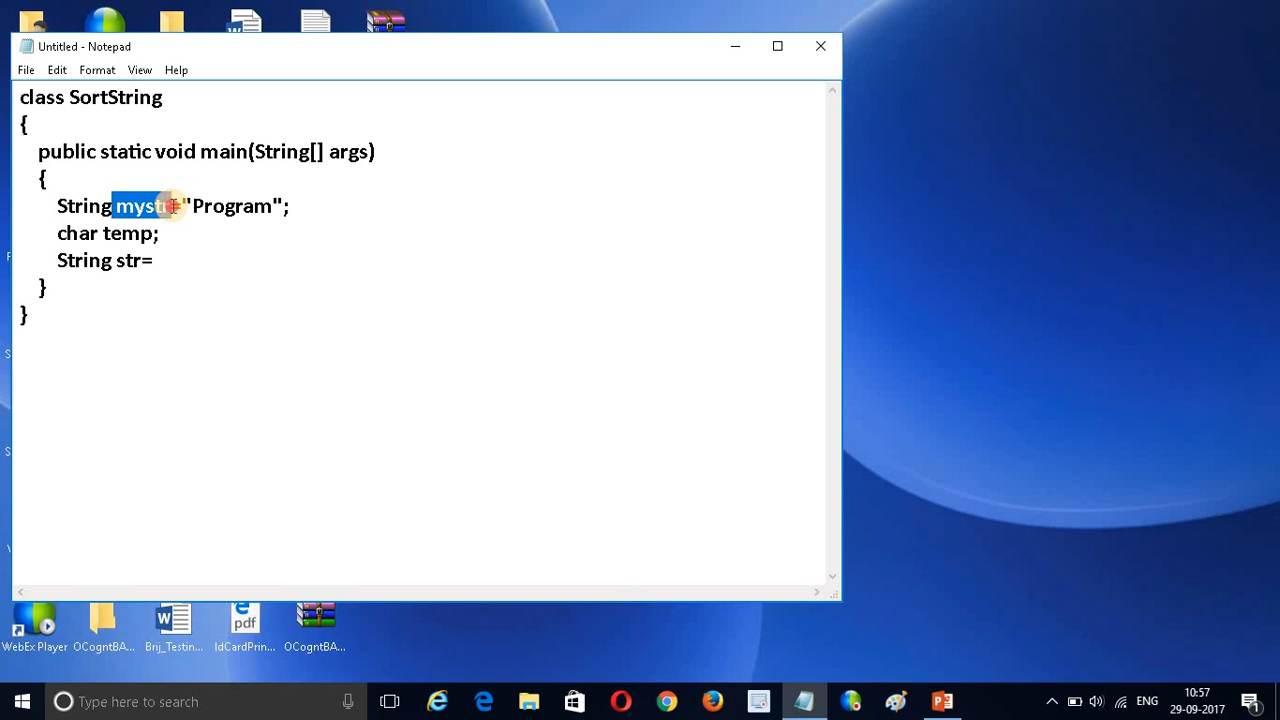 Untitled - Notepad
File Edit Format View Help
class SortString
{
public static void main(String[] args)
{
String mystr="Program";
char temp;
String str=
}
}
WebEx Player OCogntBA... Brij_Testin... IdCardPrin... OCogntBA...
Type here to search
ENG
10:57
29-09-2017